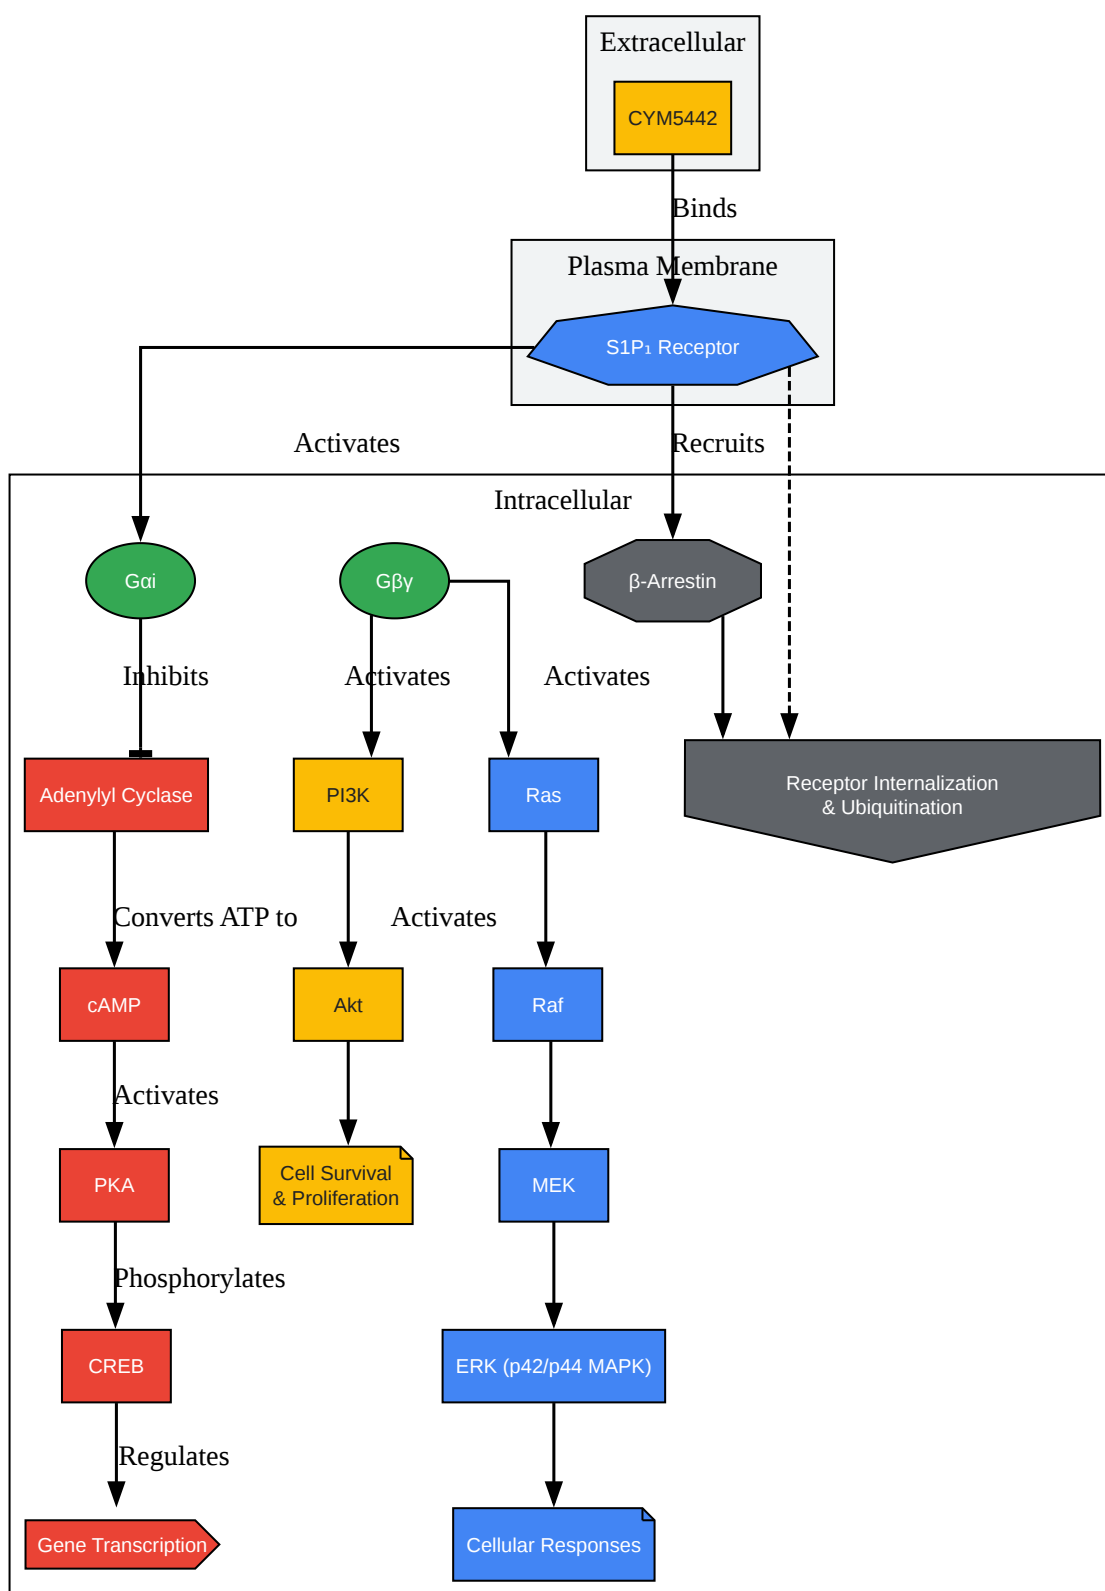 Extracellular
CYM5442
Binds
Plasma Membrane
S1P₁ Receptor
Activates
Recruits
Intracellular
Gαi
Gβγ
β-Arrestin
Inhibits
Activates
Activates
Adenylyl Cyclase
PI3K
Ras
Receptor Internalization
& Ubiquitination
Converts ATP to
Activates
cAMP
Akt
Raf
Activates
PKA
Cell Survival
& Proliferation
MEK
Phosphorylates
CREB
ERK (p42/p44 MAPK)
Regulates
Gene Transcription
Cellular Responses